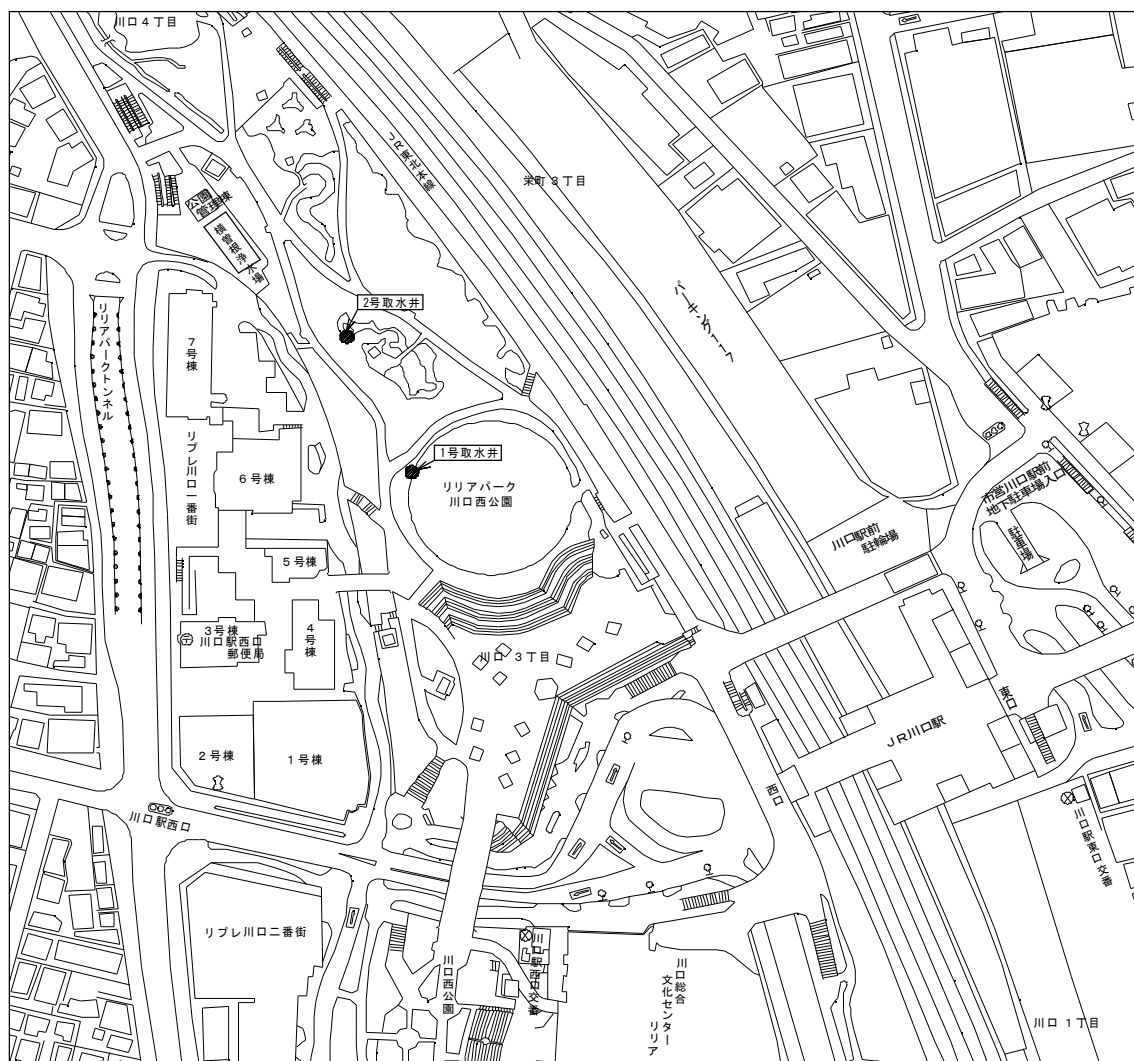 川口4丁目
JR東北本線
栄町3丁目
公園
管理棟
横曽根浄水場
2号取水井
リリアパークトンネル
7号棟
パーキング117
リプレ川口一番街
6号棟
1号取水井
リリアパーク
川口西公園
市営川口駅前
地下駐車場入口
駐車場
川口駅前
駐輪場
5号棟
3号棟
川口駅西口
郵便局
4号棟
川口 3丁目
東口
JR川口駅
2号棟
1号棟
西口
川口駅西口
川口駅東口交番
リプレ川口二番街
川口西公園
川口駅西口交番
川口総合
文化センター
リリア
川口 1丁目